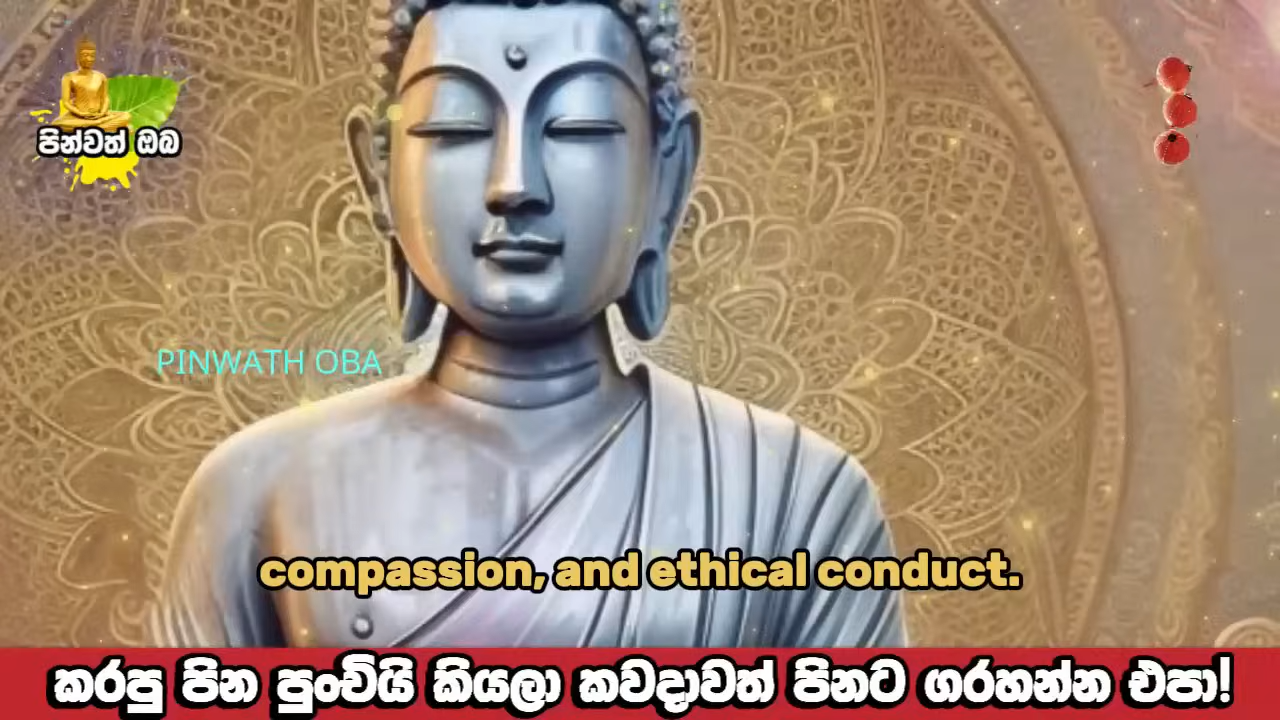 පින්වත් ඔබ
PINWATH OBA
compassion, and ethical conduct.
කරපු පින පුංචියි කියලා කවදාවත් පිනට ගරහන්න එපා!